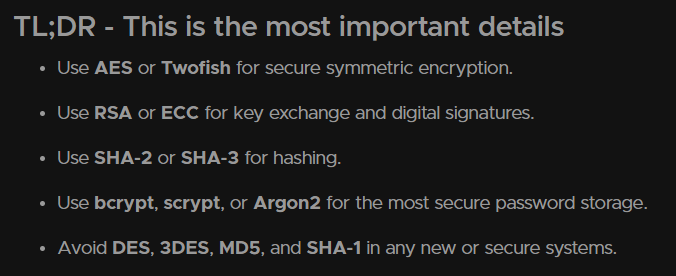 TL;DR - This is the most important details
• Use AES or Twofish for secure symmetric encryption.
• Use RSA or ECC for key exchange and digital signatures.
• Use SHA-2 or SHA-3 for hashing.
• Use bcrypt, scrypt, or Argon2 for the most secure password storage.
• Avoid DES, 3DES, MD5, and SHA-1 in any new or secure systems.